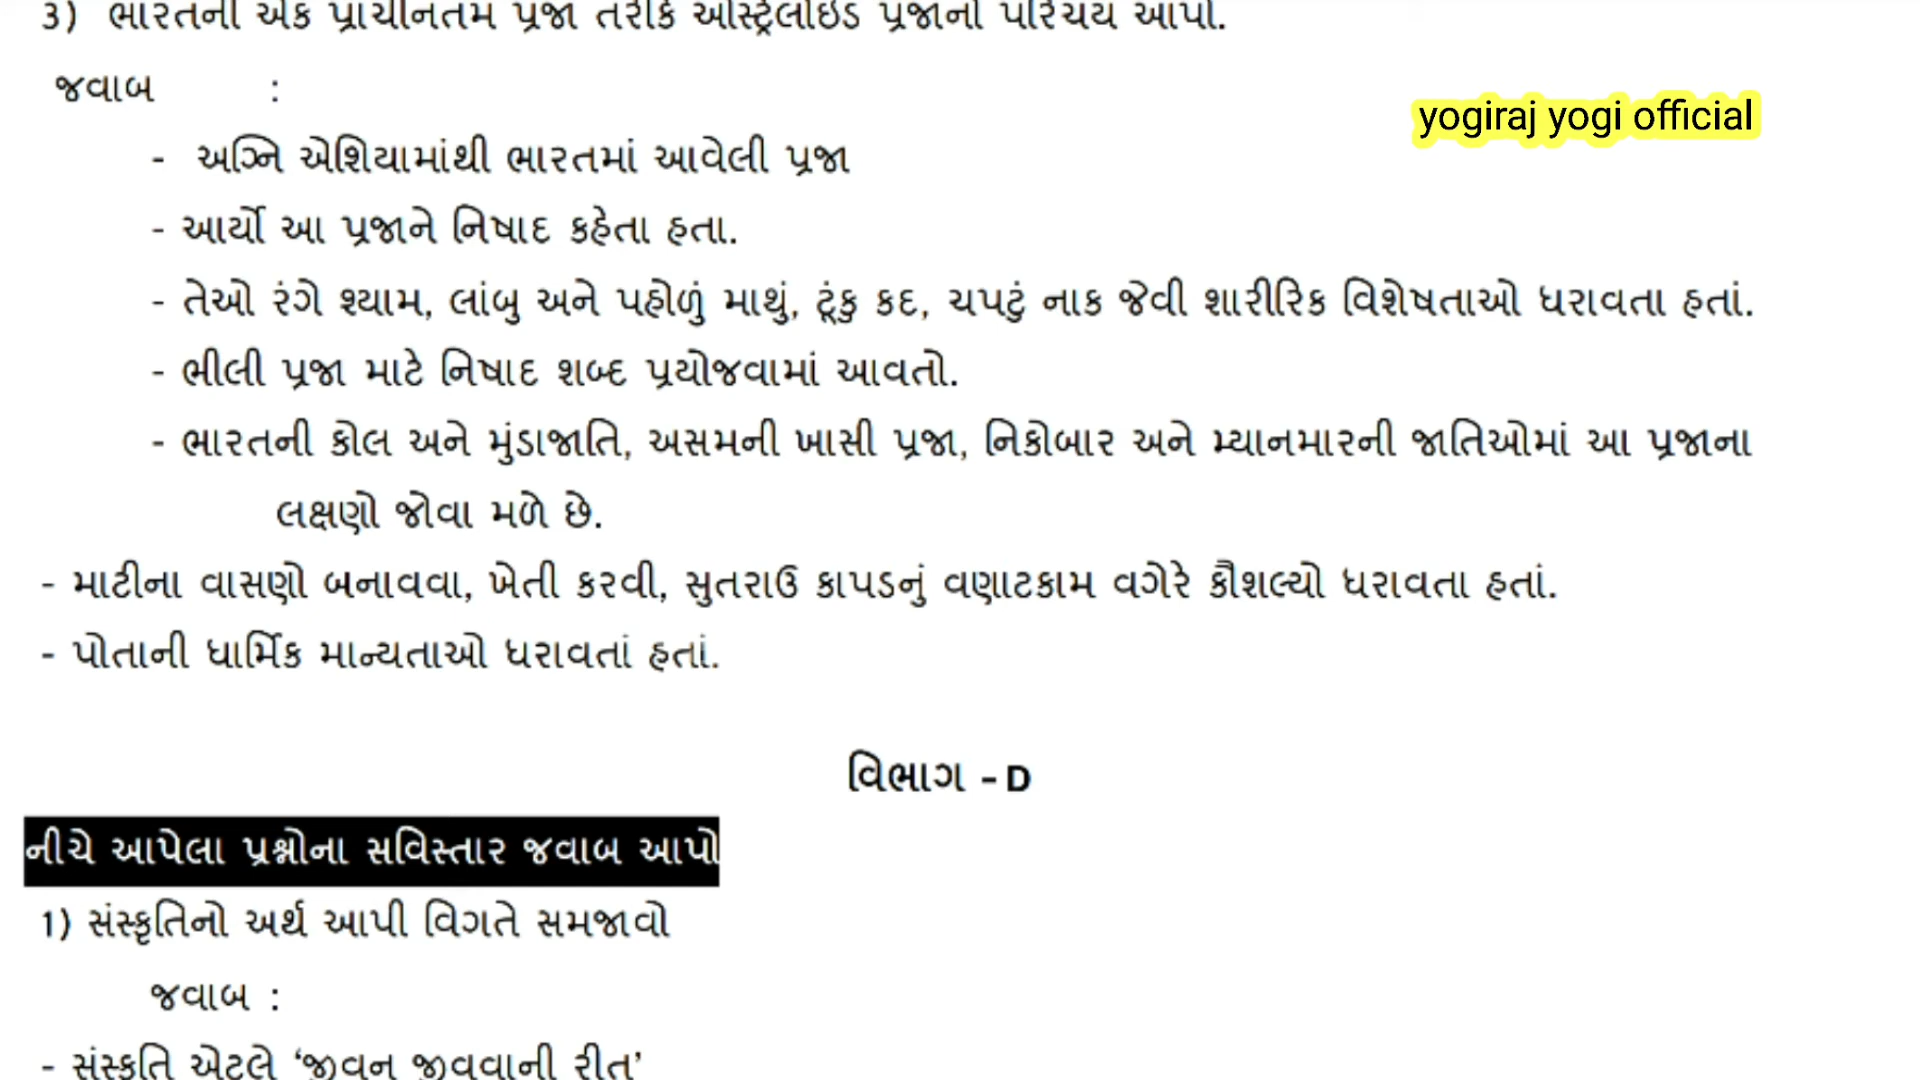 3) ભારતની એક પ્રાચીનતમ પ્રજા તરીકે ઓસ્ટ્રેલોઇડ પ્રજાનો પરિચય આપો.
જવાબ :
yogiraj yogi official
- અગ્નિ એશિયામાંથી ભારતમાં આવેલી પ્રજા
- આર્યો આ પ્રજાને નિષાદ કહેતા હતા.
- તેઓ રંગે શ્યામ, લાંબુ અને પહોળું માથું, ટૂંકુ કદ, ચપટું નાક જેવી શારીરિક વિશેષતાઓ ધરાવતા હતાં.
- ભીલી પ્રજા માટે નિષાદ શબ્દ પ્રયોજવામાં આવતો.
- ભારતની કોલ અને મુંડાજાતિ, અસમની ખાસી પ્રજા, નિકોબાર અને મ્યાનમારની જાતિઓમાં આ પ્રજાના
લક્ષણો જોવા મળે છે.
- માટીના વાસણો બનાવવા, ખેતી કરવી, સુતરાઉ કાપડનું વણાટકામ વગેરે કૌશલ્યો ધરાવતા હતાં.
- પોતાની ધાર્મિક માન્યતાઓ ધરાવતાં હતાં.
વિભાગ - D
નીચે આપેલા પ્રશ્નોના સવિસ્તાર જવાબ આપો
1) સંસ્કૃતિનો અર્થ આપી વિગતે સમજાવો
જવાબ :
- સંસ્કૃતિ એટલે ‘જીવન જીવવાની રીત’